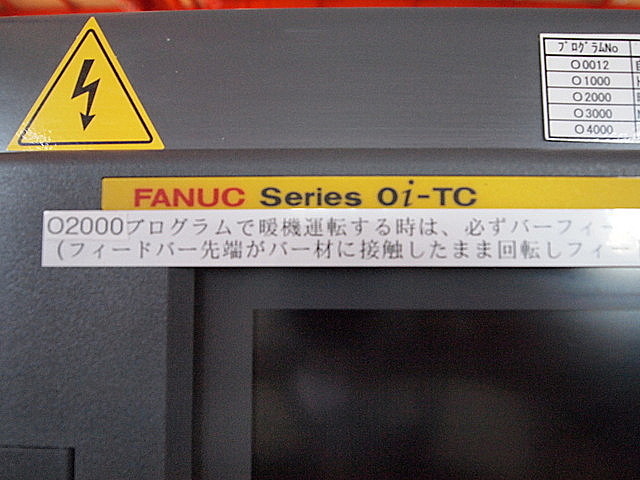 プログラムNo
O0012
O1000
O2000
O3000
O4000
FANUC Series 0i-TC
O2000プログラムで暖機運転する時は、必ずバーフィー
(フィードバー先端がバー材に接触したまま回転しフィー